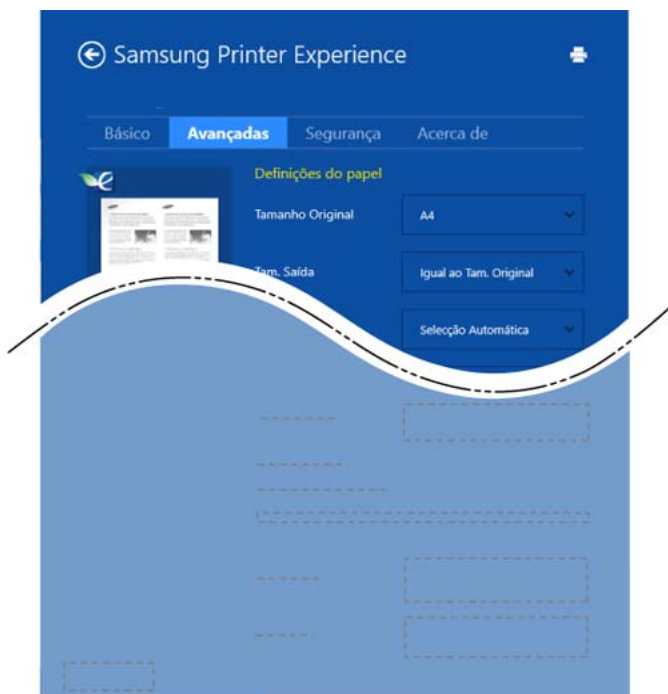 Samsung Printer Experience
Básico Avançadas Segurança Acerca de
Definições do papel
Tamanho Original A4
Tam. Saída Igual ao Tam. Original
Selecção Automática